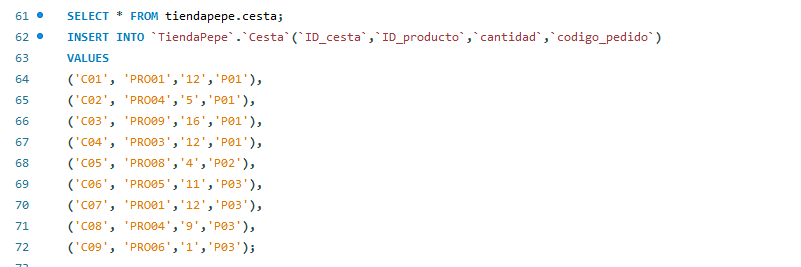 61 SELECT * FROM tiendapepe.cesta;
62 INSERT INTO `TiendaPepe`.`Cesta`(`ID_cesta`,`ID_producto`,`cantidad`,`codigo_pedido`)
63 VALUES
64 ('C01', 'PRO01','12','P01'),
65 ('C02', 'PRO04','5','P01'),
66 ('C03', 'PRO09','16','P01'),
67 ('C04', 'PRO03','12','P01'),
68 ('C05', 'PRO08','4','P02'),
69 ('C06', 'PRO05','11','P03'),
70 ('C07', 'PRO01','12','P03'),
71 ('C08', 'PRO04','9','P03'),
72 ('C09', 'PRO06','1','P03');